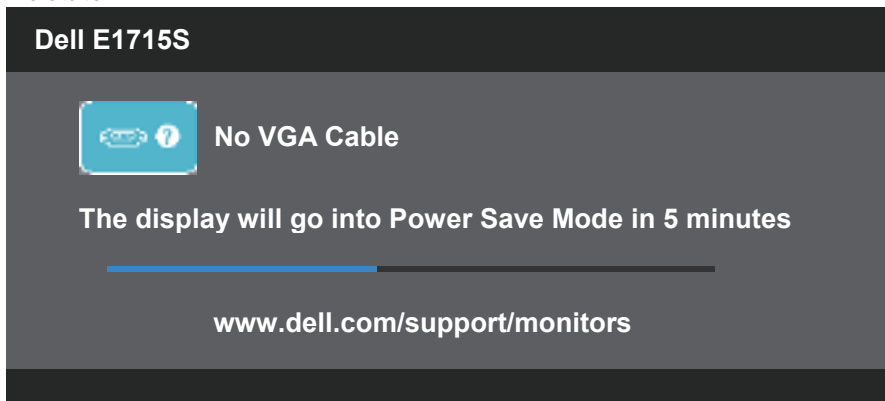 Dell E1715S
No VGA Cable
The display will go into Power Save Mode in 5 minutes
www.dell.com/support/monitors